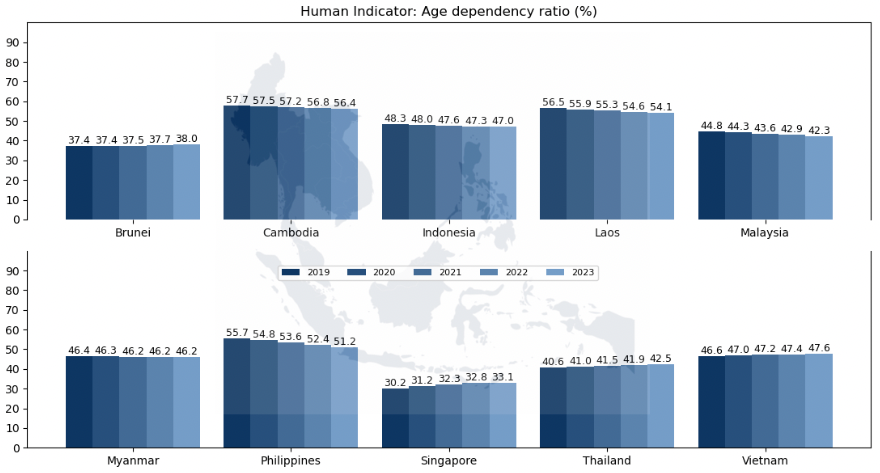 Human Indicator: Age dependency ratio (%)
90
80
70
60
50
40
30
20
10
0
37.4 37.4 37.5 37.7 38.0
57.7 57.5 57.2 56.8 56.4
48.3 48.0 47.6 47.3 47.0
56.5 55.9 55.3 54.6 54.1
44.8 44.3 43.6 42.9 42.3
Brunei Cambodia Indonesia Laos Malaysia
2019 2020 2021 2022 2023
90
80
70
60
50
40
30
20
10
0
46.4 46.3 46.2 46.2 46.2
55.7 54.8 53.6 52.4 51.2
30.2 31.2 32.3 32.8 33.1
40.6 41.0 41.5 41.9 42.5
46.6 47.0 47.2 47.4 47.6
Myanmar Philippines Singapore Thailand Vietnam